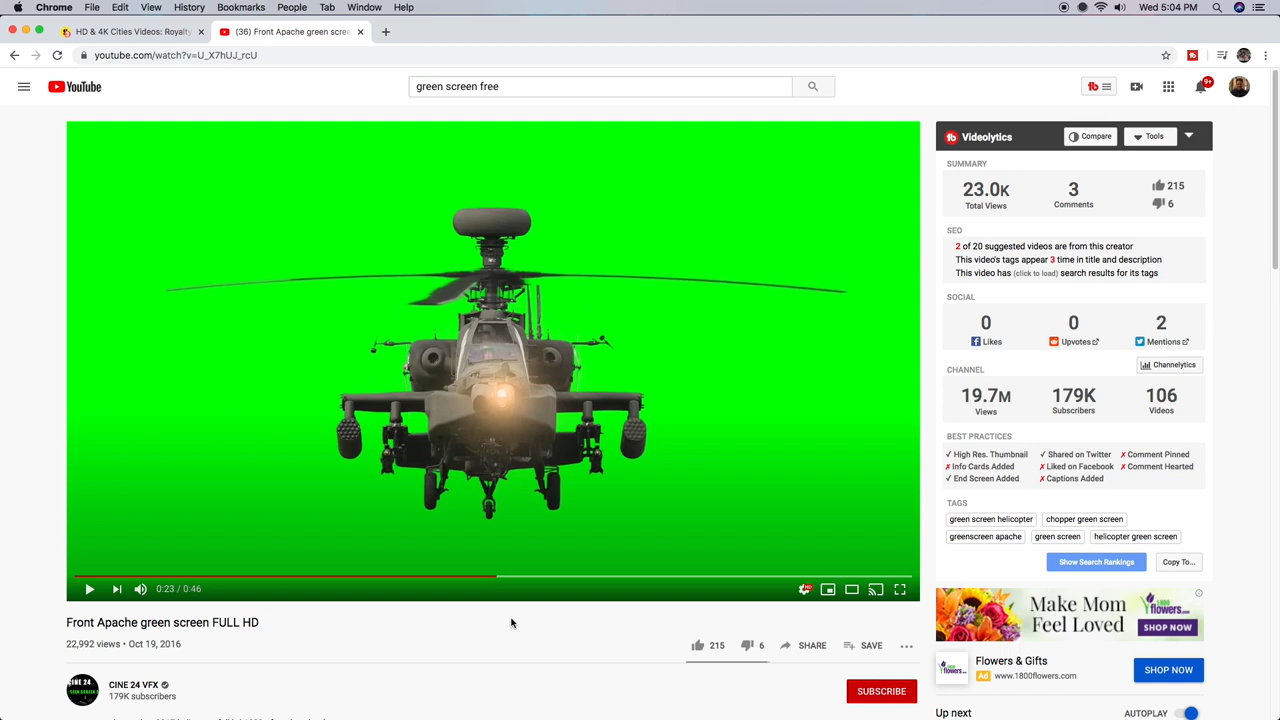 Chrome File Edit View History Bookmarks People Tab Window Help
Wed 5:04 PM
HD & 4K Cities Videos: Royalty
(36) Front Apache green scree
youtube.com/watch?v=U_X7hUJ_rcU
YouTube
green screen free
9+
Videolytics Compare Tools
SUMMARY
23.0K 3 215
Total Views Comments 6
SEO
2 of 20 suggested videos are from this creator
This video's tags appear 3 time in title and description
This video has (click to load) search results for its tags
SOCIAL
0 0 2
Likes Upvotes Mentions
CHANNEL Channelytics
19.7M 179K 106
Views Subscribers Videos
BEST PRACTICES
✓ High Res. Thumbnail ✓ Shared on Twitter ✗ Comment Pinned
✗ Info Cards Added ✗ Liked on Facebook ✗ Comment Hearted
✓ End Screen Added ✗ Captions Added
TAGS
green screen helicopter chopper green screen
greenscreen apache green screen helicopter green screen
Show Search Rankings Copy To...
0:23 / 0:46
HD
Make Mom
Feel Loved
1-800
flowers.com
SHOP NOW
Front Apache green screen FULL HD
22,992 views • Oct 19, 2016
215 6 SHARE SAVE
Flowers & Gifts
Ad www.1800flowers.com
SHOP NOW
CINE 24 VFX
179K subscribers
SUBSCRIBE
Up next AUTOPLAY